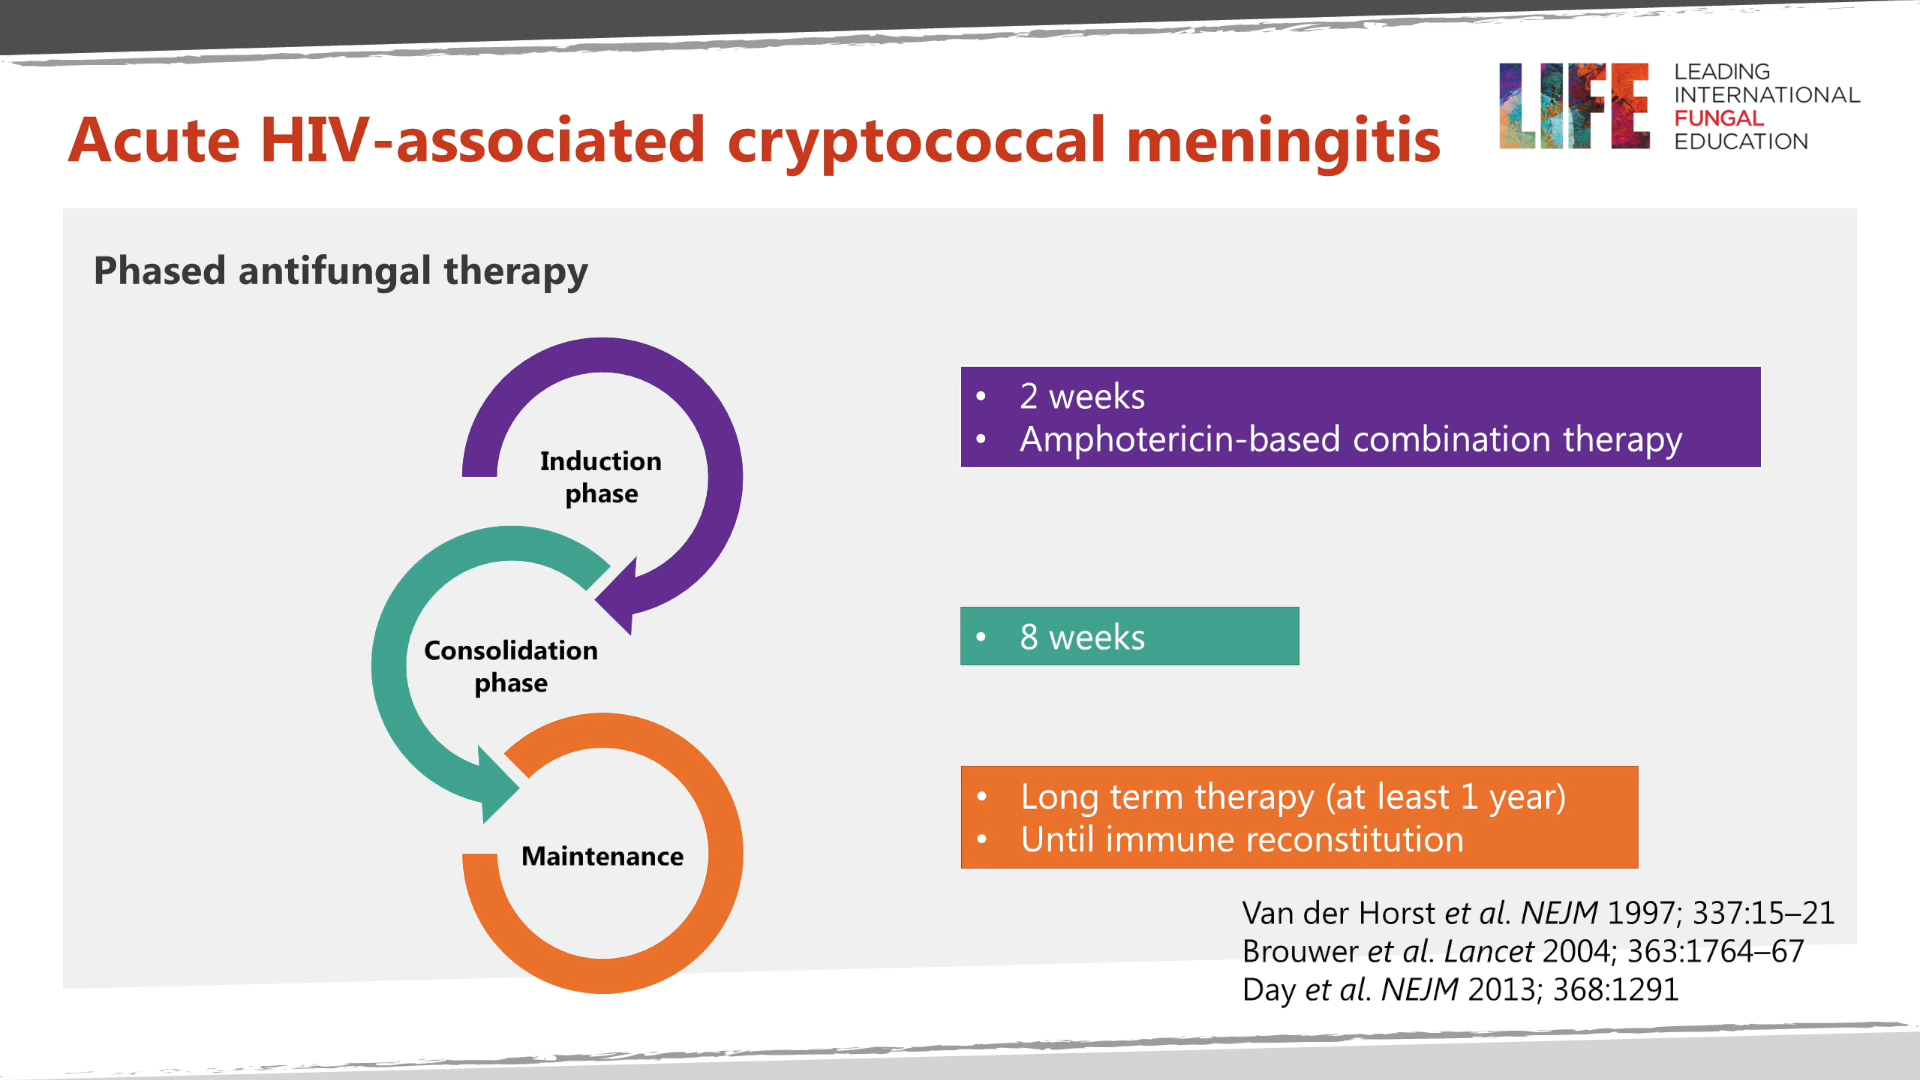 LIFE
LEADING
INTERNATIONAL
FUNGAL
EDUCATION
Acute HIV-associated cryptococcal meningitis
Phased antifungal therapy
Induction
phase
• 2 weeks
• Amphotericin-based combination therapy
Consolidation
phase
• 8 weeks
Maintenance
• Long term therapy (at least 1 year)
• Until immune reconstitution
Van der Horst et al. NEJM 1997; 337:15–21
Brouwer et al. Lancet 2004; 363:1764–67
Day et al. NEJM 2013; 368:1291